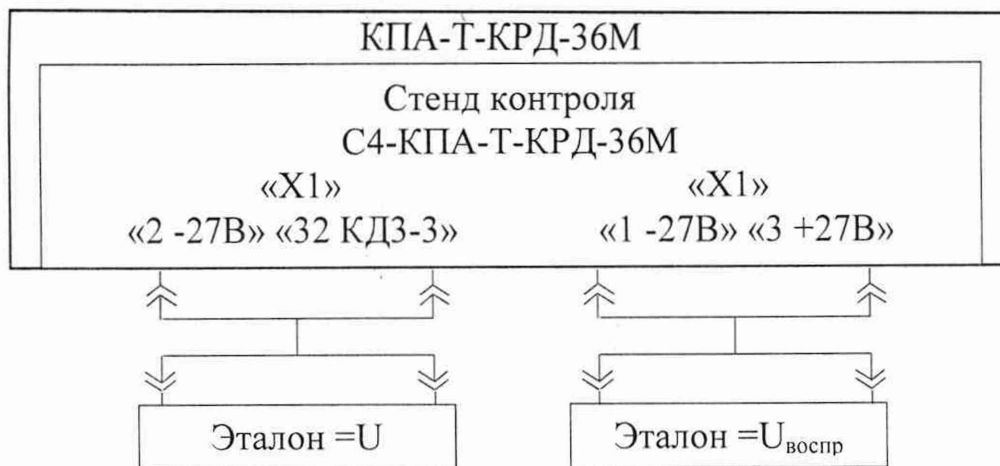 КПА-Т-КРД-36М
Стенд контроля
С4-КПА-Т-КРД-36М
«Х1» «Х1»
«2 -27В» «32 КД3-3» «1 -27В» «3 +27В»
Эталон =U Эталон =Uвоспр